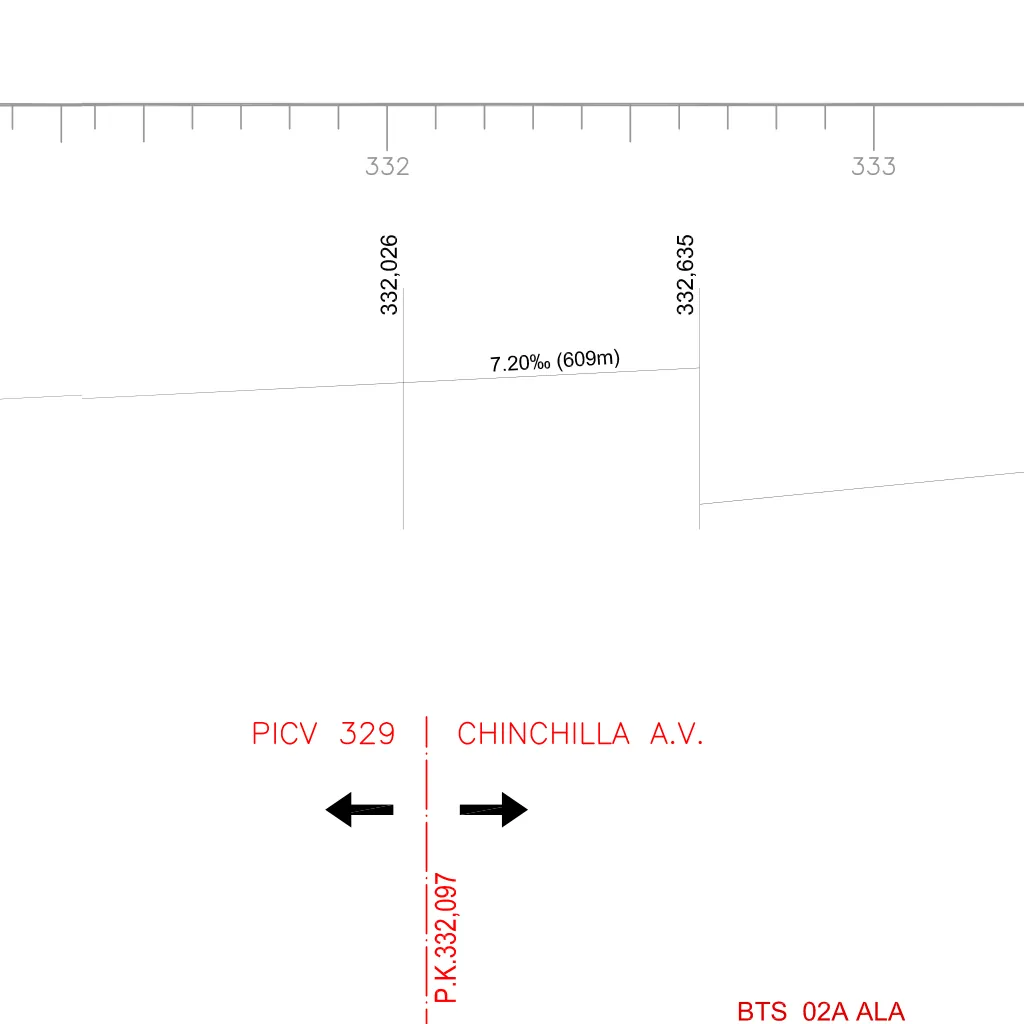 332
333
332,026
332,635
7.20‰ (609m)
PICV 329
CHINCHILLA A.V.
P.K.332,097
BTS 02A ALA